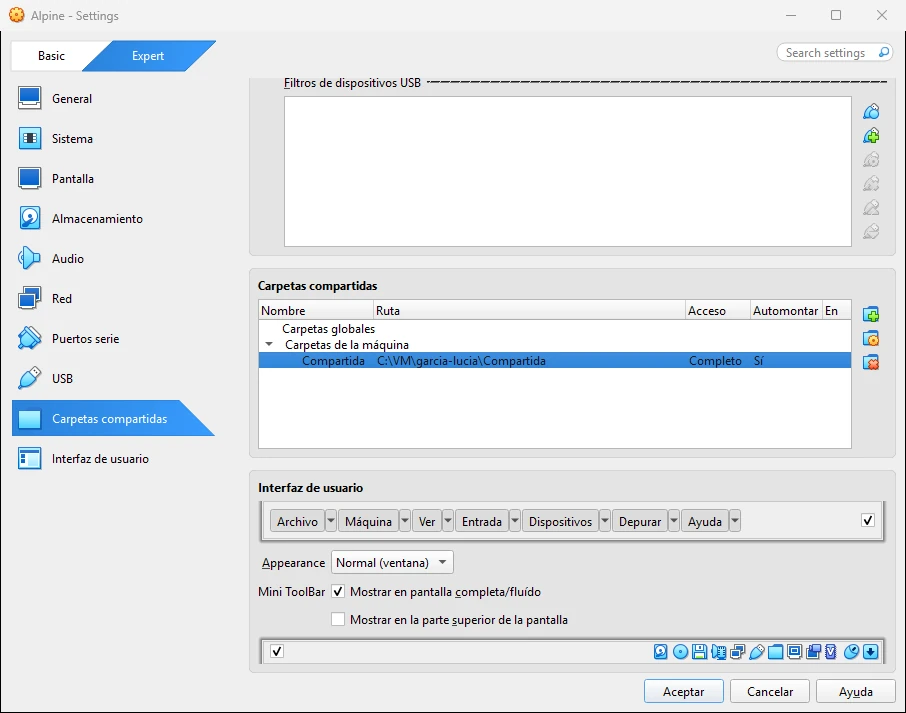 Alpine - Settings
Basic
Expert
Search settings
General
Sistema
Pantalla
Almacenamiento
Audio
Red
Puertos serie
USB
Carpetas compartidas
Interfaz de usuario
Filtros de dispositivos USB
Carpetas compartidas
Nombre Ruta Acceso Automontar En
Carpetas globales
Carpetas de la máquina
Compartida C:\VM\garcia-lucia\Compartida Completo Sí
Interfaz de usuario
Archivo Máquina Ver Entrada Dispositivos Depurar Ayuda
Appearance Normal (ventana)
Mini ToolBar Mostrar en pantalla completa/fluído
Mostrar en la parte superior de la pantalla
Aceptar Cancelar Ayuda